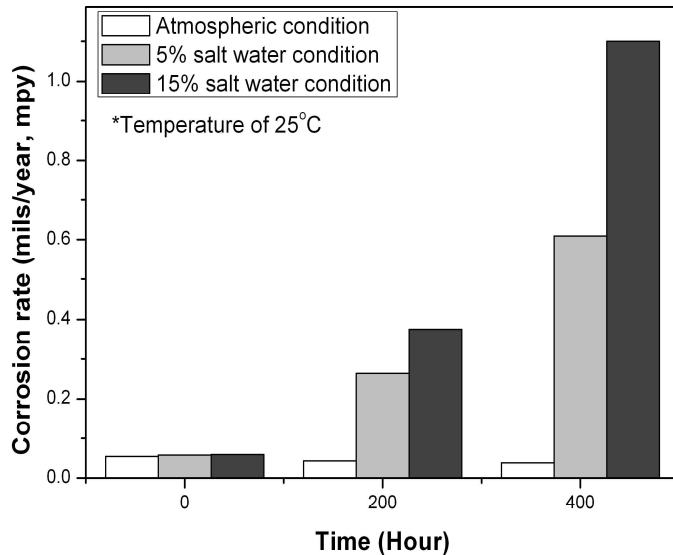 Atmospheric condition
5% salt water condition
15% salt water condition
*Temperature of 25°C
Corrosion rate (mils/year, mpy)
1.0
0.8
0.6
0.4
0.2
0.0
0
200
400
Time (Hour)